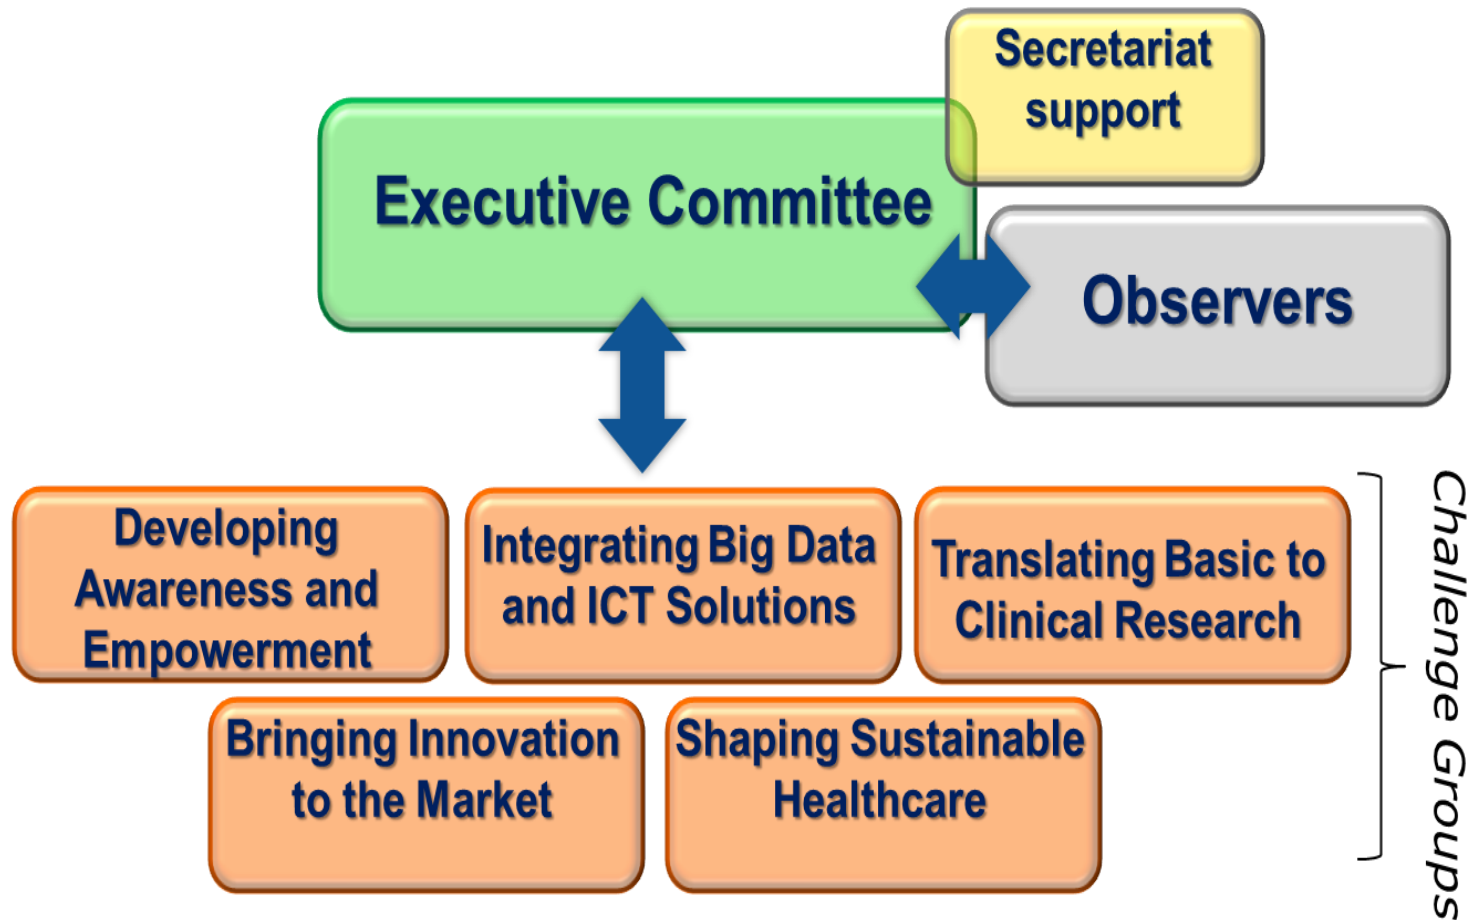 Secretariat
support
Executive Committee
Observers
Developing
Awareness and
Empowerment
Integrating Big Data
and ICT Solutions
Translating Basic to
Clinical Research
Bringing Innovation
to the Market
Shaping Sustainable
Healthcare
Challenge Groups